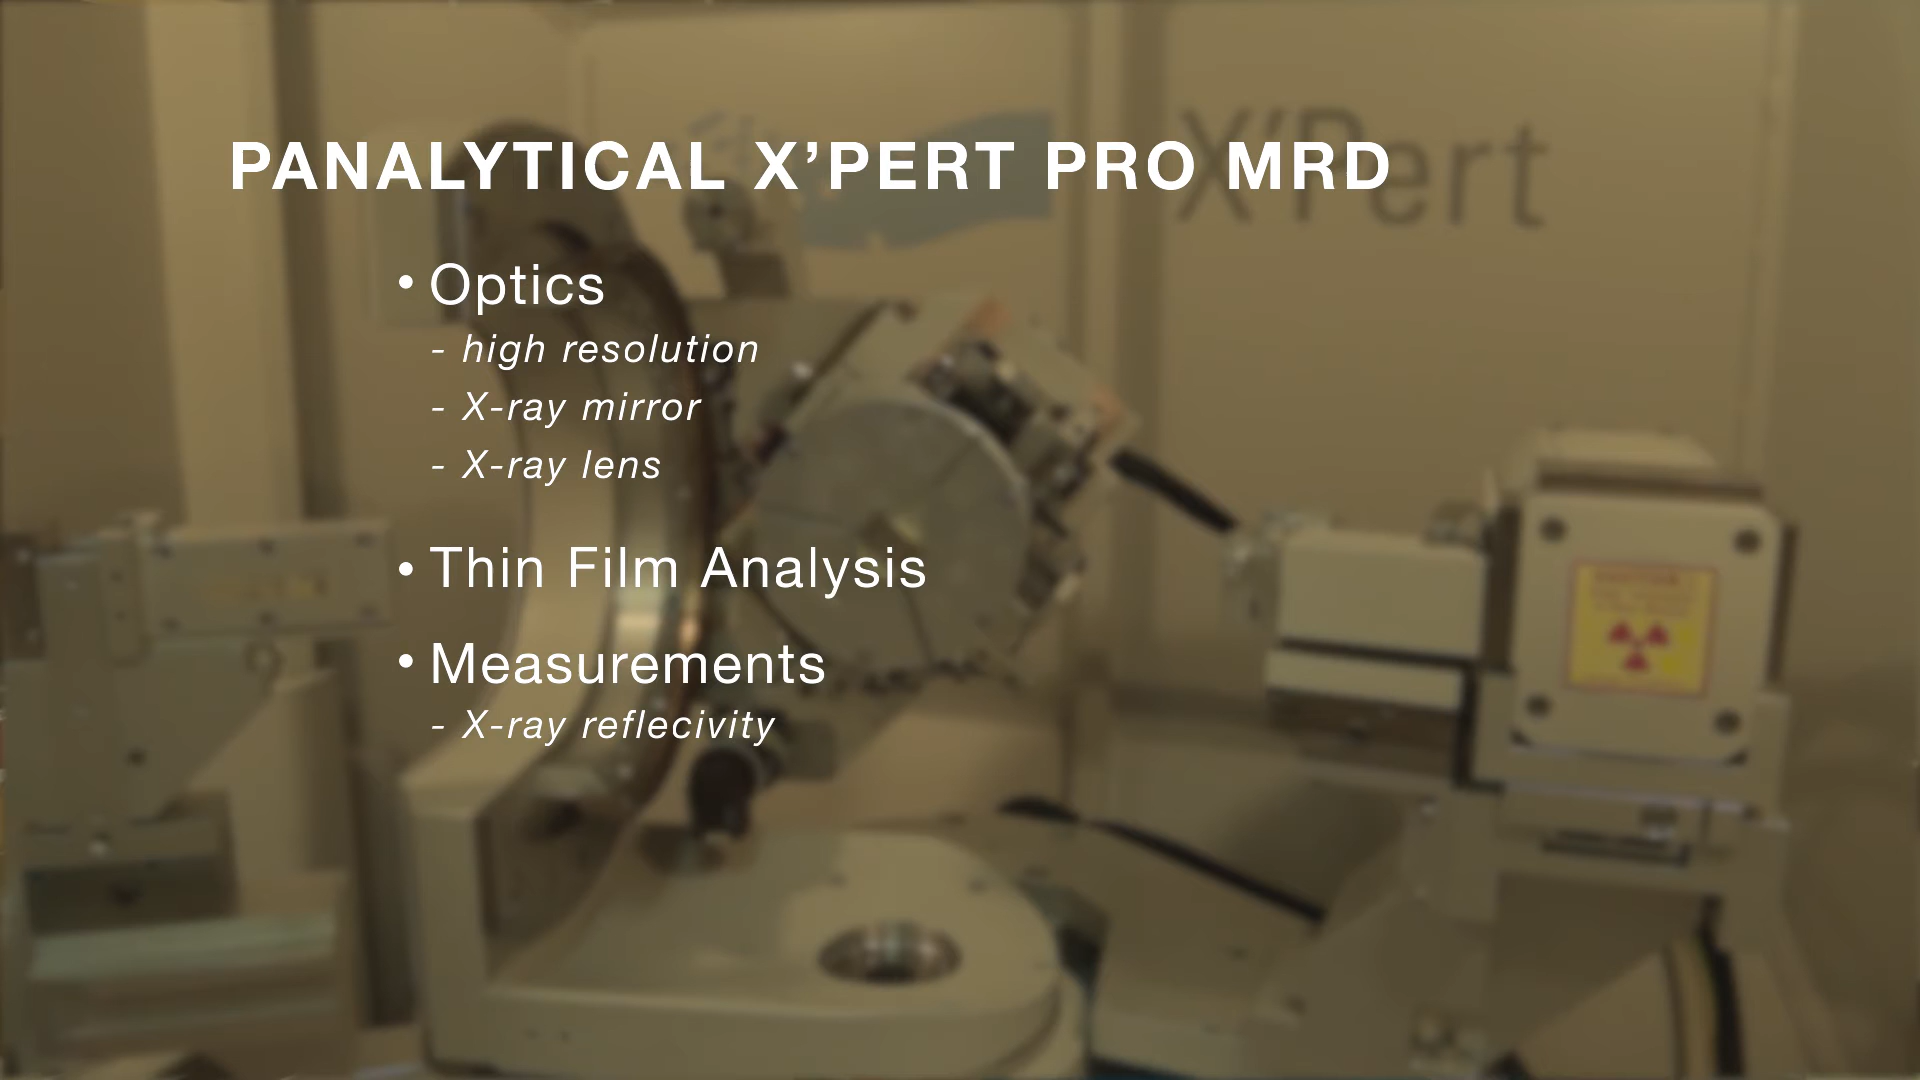 PANALYTICAL X’PERT PRO MRD
X'Pert
• Optics
- high resolution
- X-ray mirror
- X-ray lens
• Thin Film Analysis
• Measurements
- X-ray reflecivity